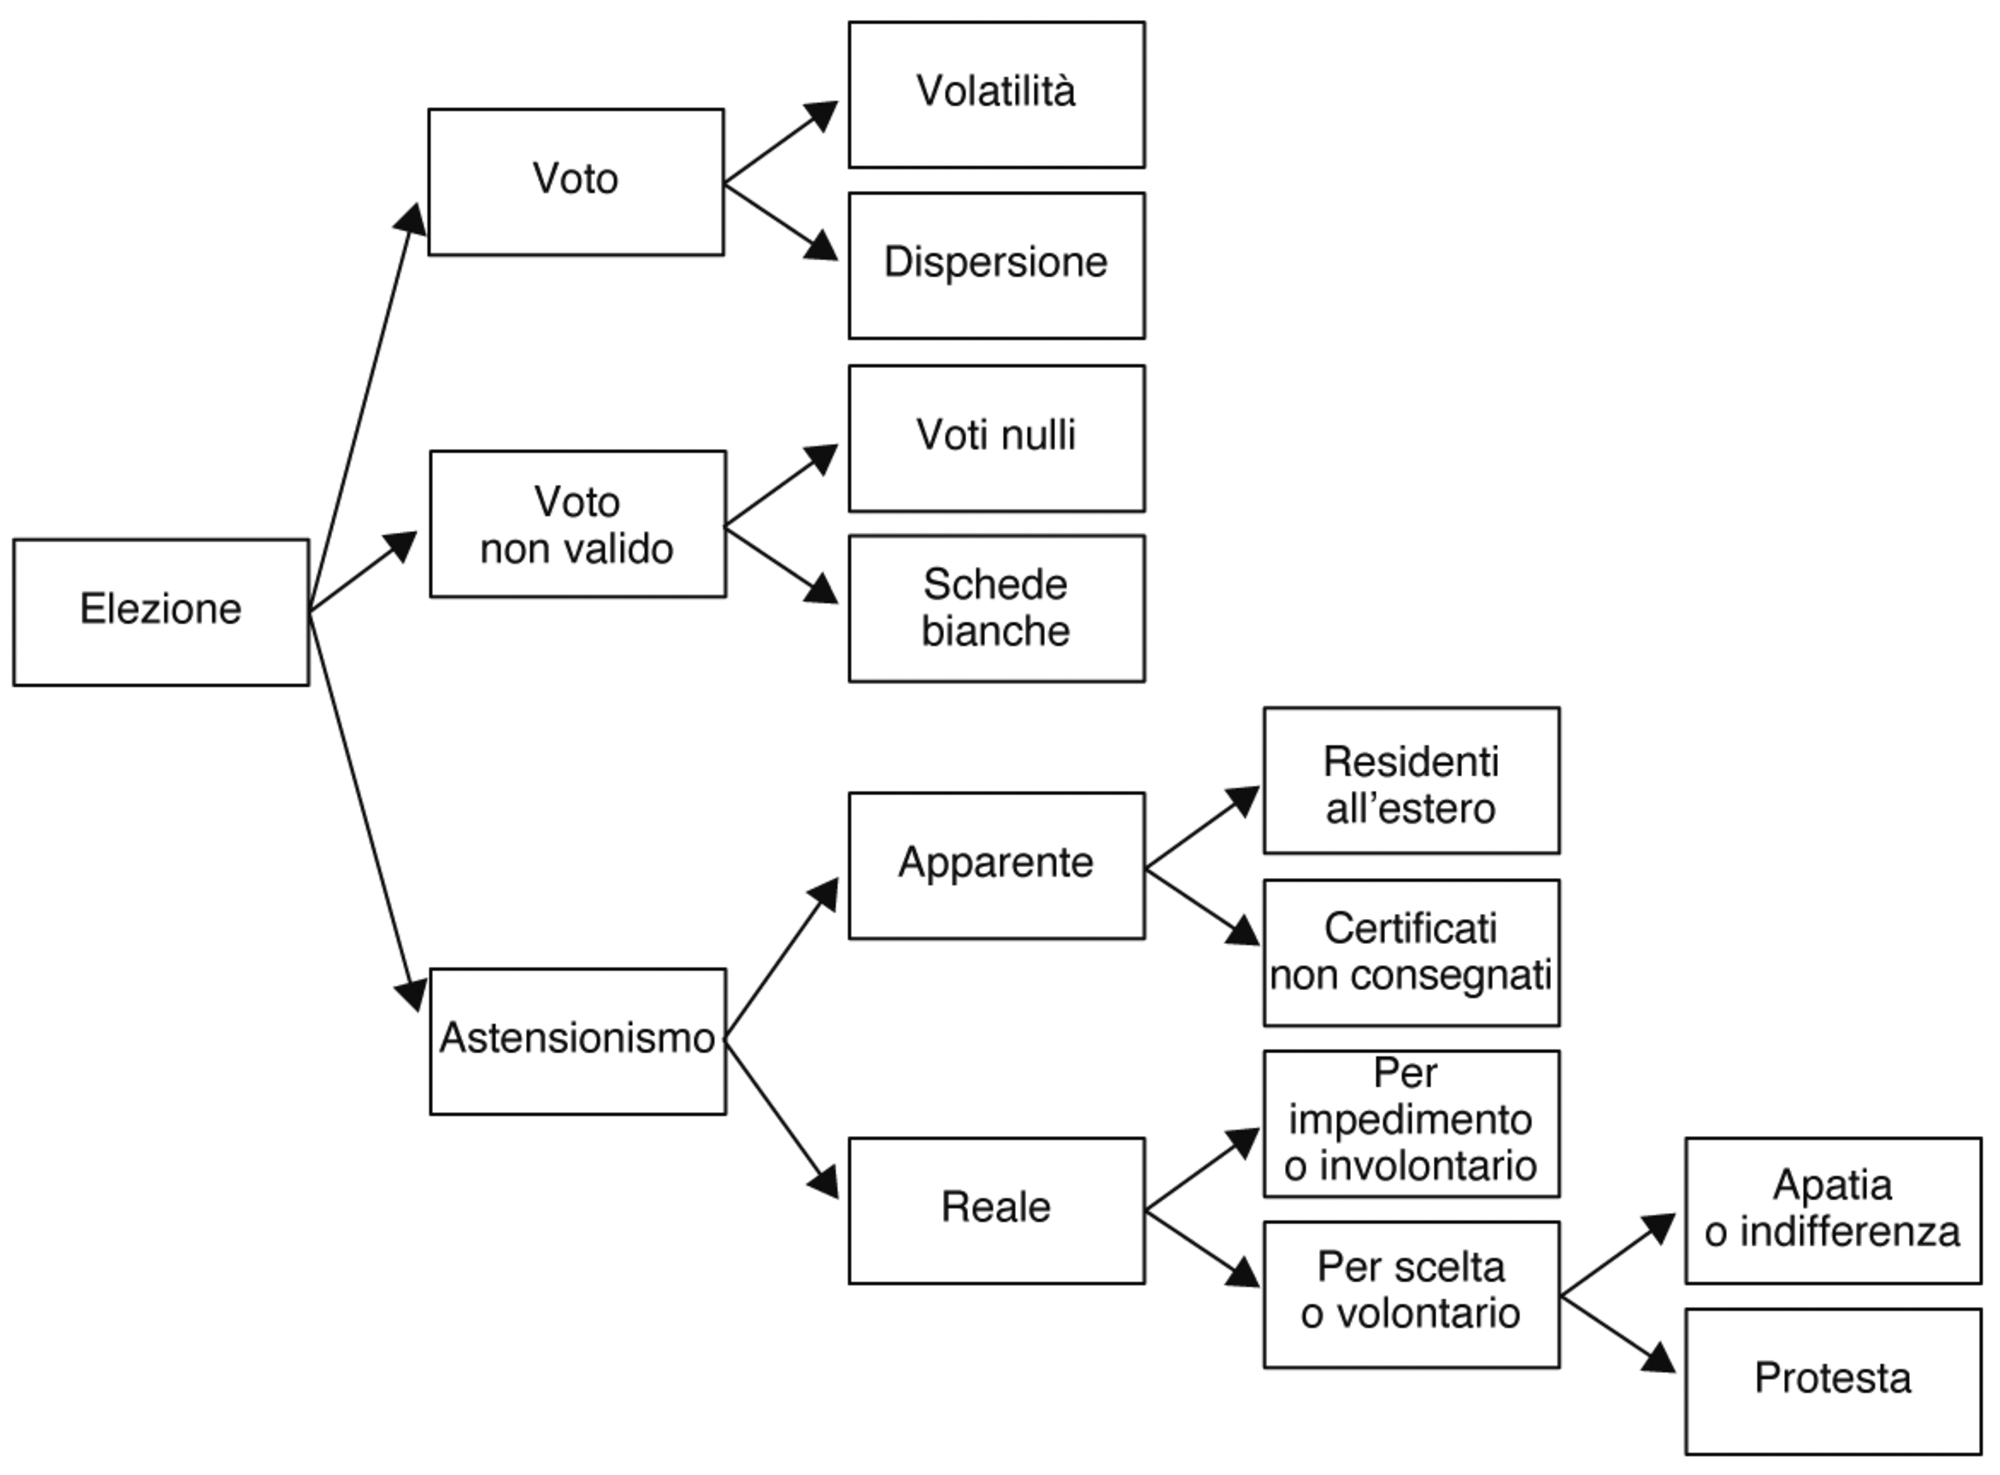 Volatilità
Voto
Dispersione
Voti nulli
Voto
non valido
Schede
bianche
Elezione
Residenti
all’estero
Apparente
Certificati
non consegnati
Astensionismo
Per
impedimento
o involontario
Reale
Per scelta
o volontario
Apatia
o indifferenza
Protesta